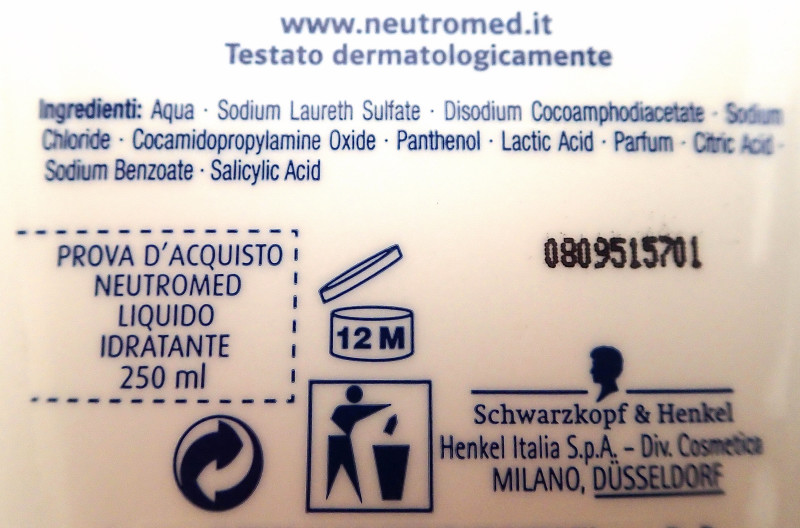 www.neutromed.it
Testato dermatologicamente
Ingredienti: Aqua · Sodium Laureth Sulfate · Disodium Cocoamphodiacetate · Sodium
Chloride · Cocamidopropylamine Oxide · Panthenol · Lactic Acid · Parfum · Citric Acid ·
Sodium Benzoate · Salicylic Acid
PROVA D'ACQUISTO
NEUTROMED
LIQUIDO
IDRATANTE
250 ml
12 M
0809515701
Schwarzkopf & Henkel
Henkel Italia S.p.A. – Div. Cosmetica
MILANO, DÜSSELDORF